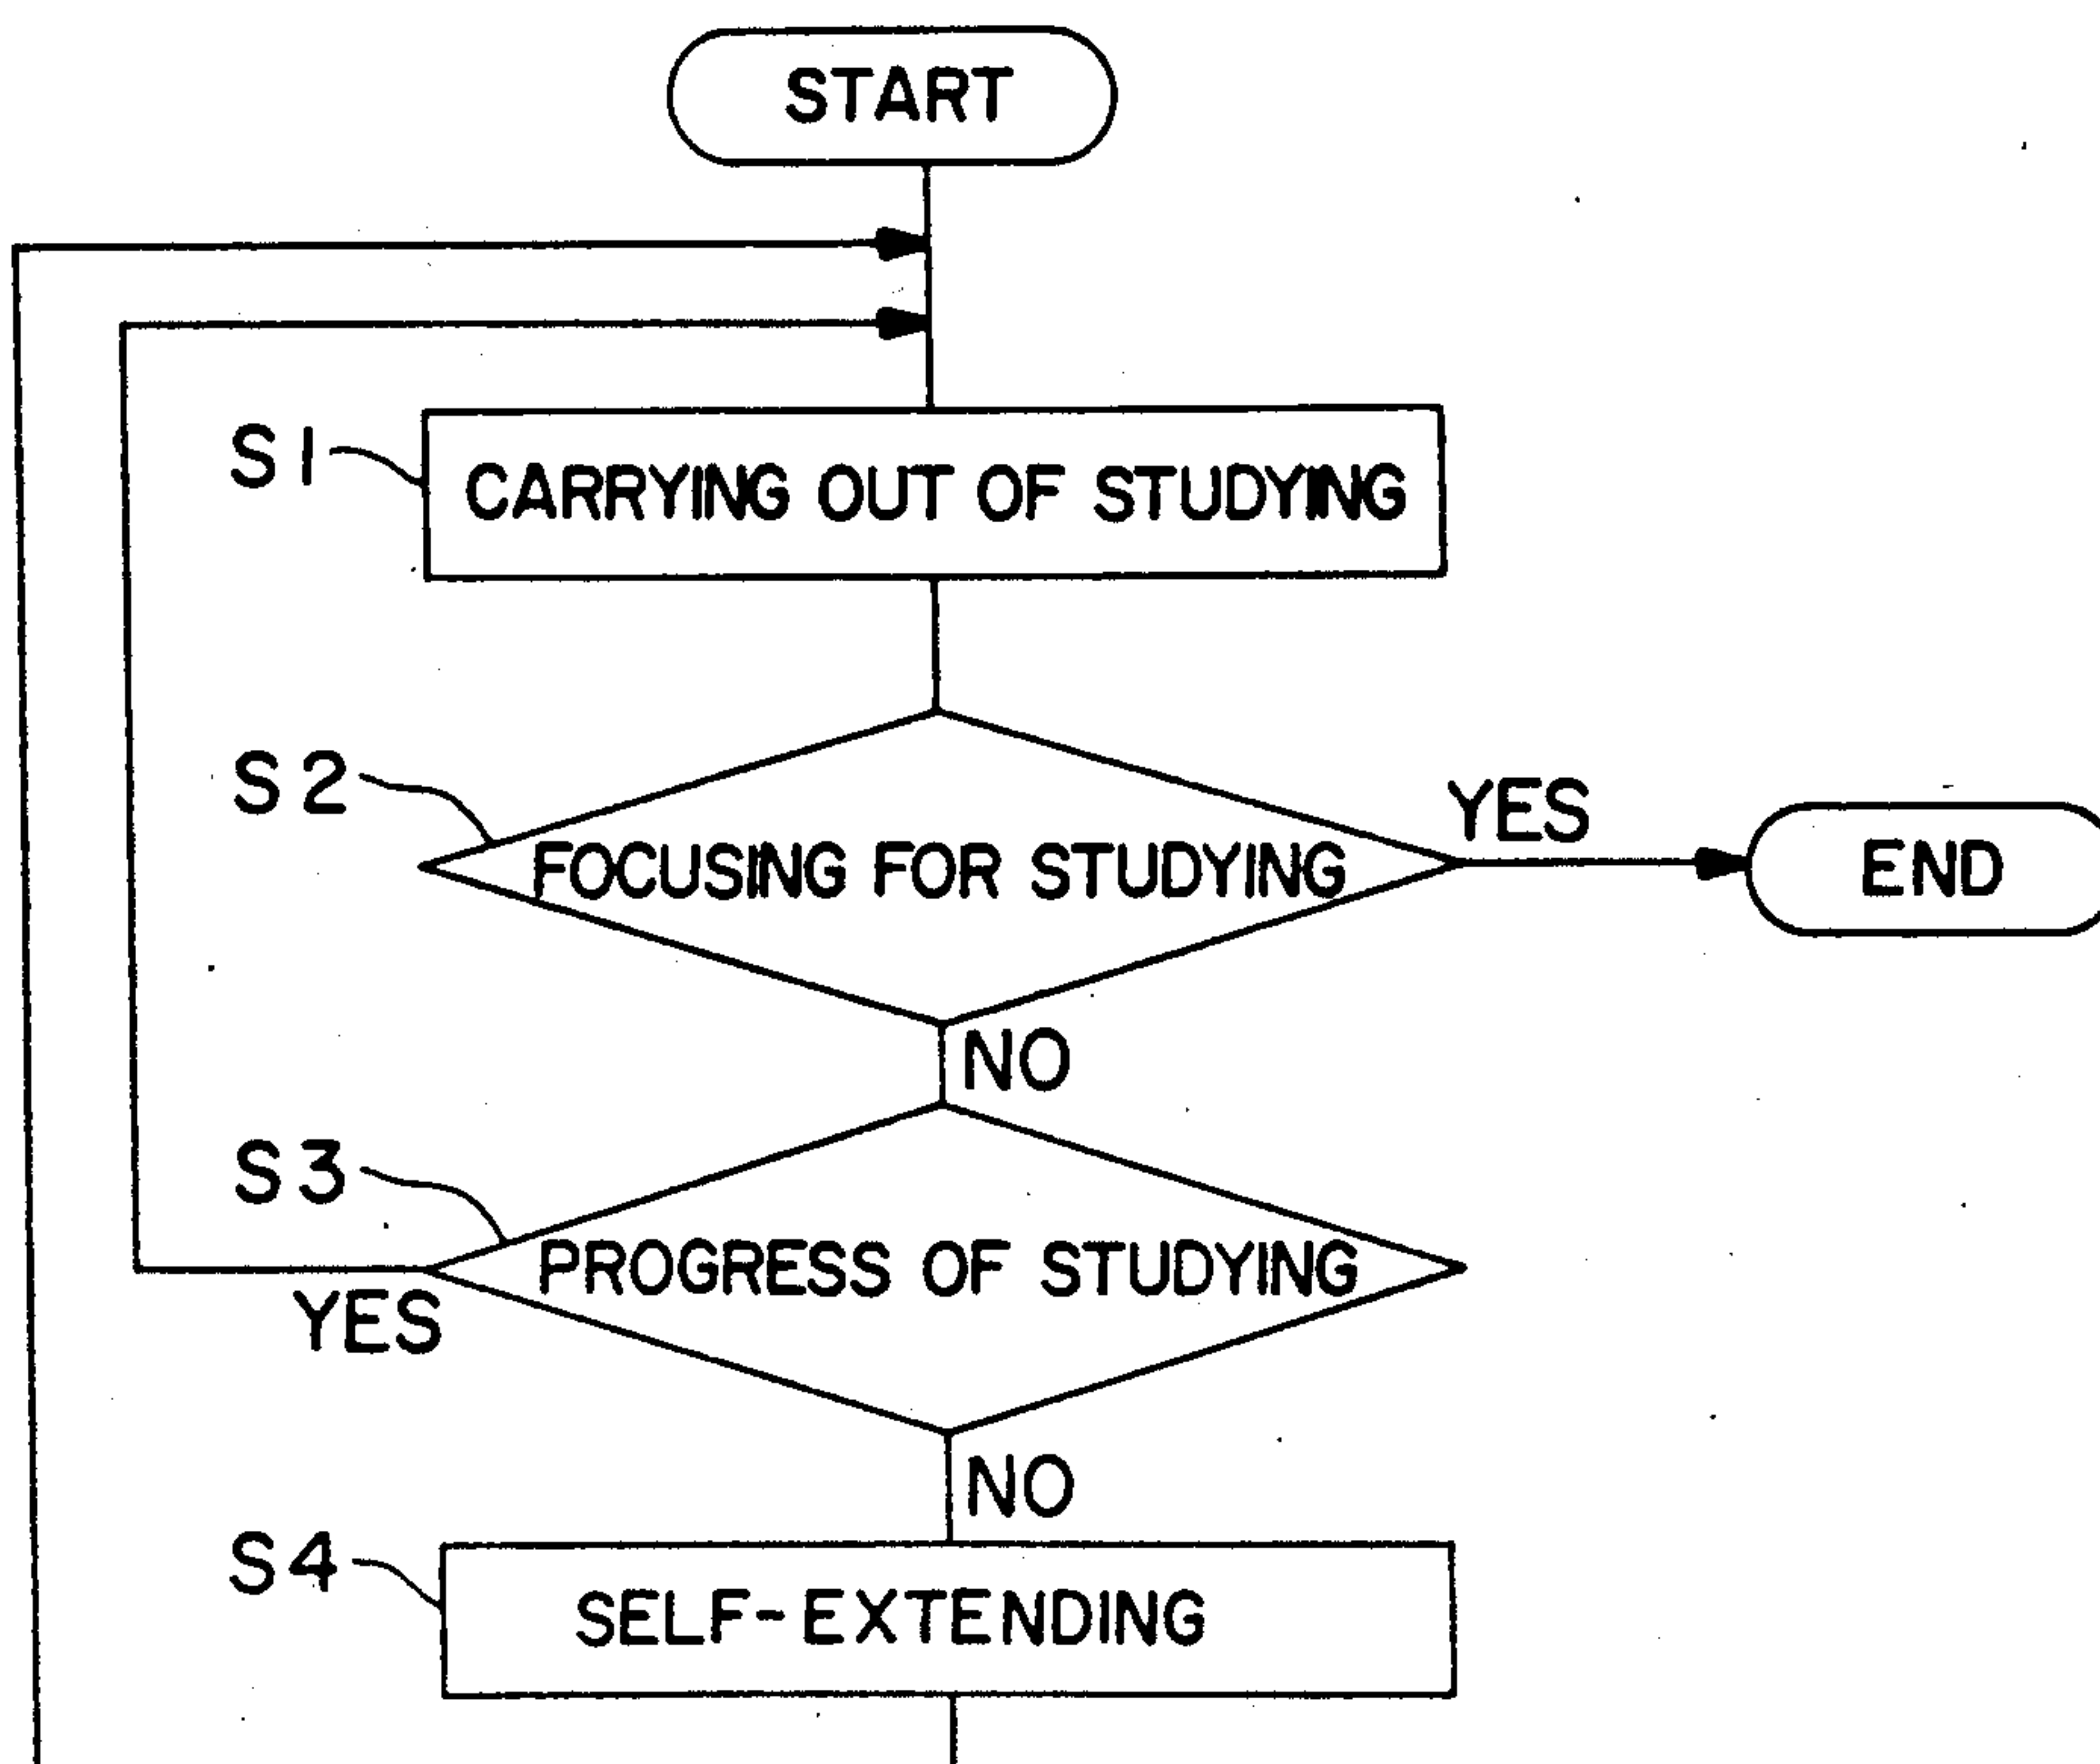 START
S1
CARRYING OUT OF STUDYING
S2
FOCUSING FOR STUDYING
YES
END
NO
S3
PROGRESS OF STUDYING
YES
NO
S4
SELF-EXTENDING